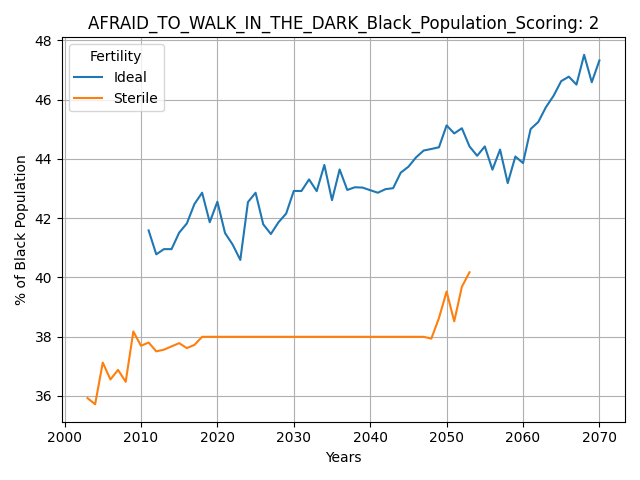 AFRAID_TO_WALK_IN_THE_DARK_Black_Population_Scoring: 2
Fertility
Ideal
Sterile
% of Black Population
48
46
44
42
40
38
36
2000
2010
2020
2030
2040
2050
2060
2070
Years